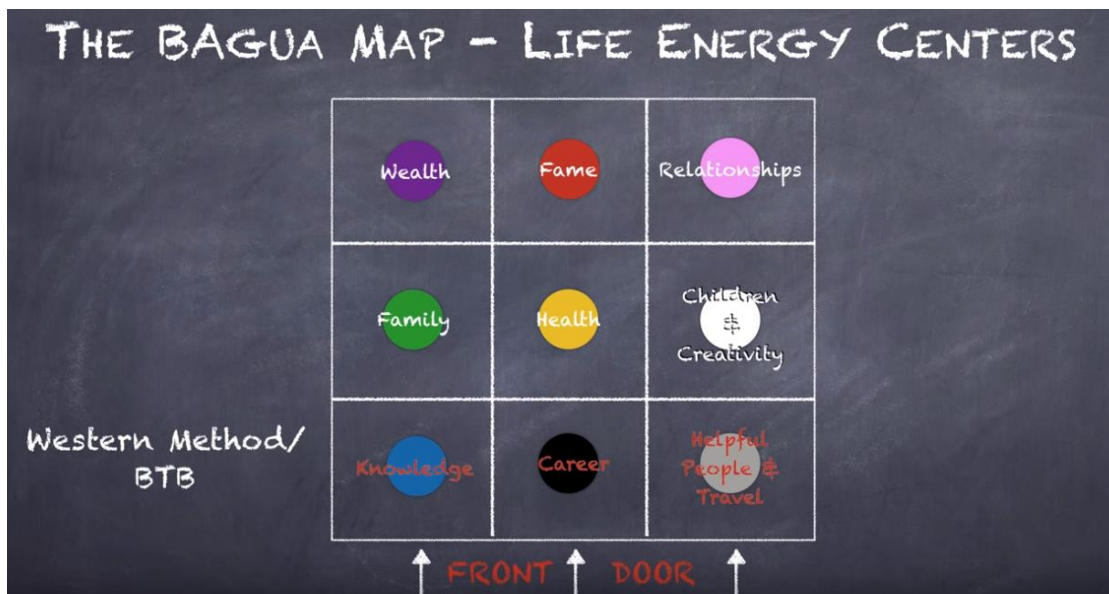 THE BAGUA MAP - LIFE ENERGY CENTERS
Wealth
Fame
Relationships
Family
Health
Children
&
Creativity
Western Method/
BTB
Knowledge
Career
Helpful
People &
Travel
FRONT DOOR